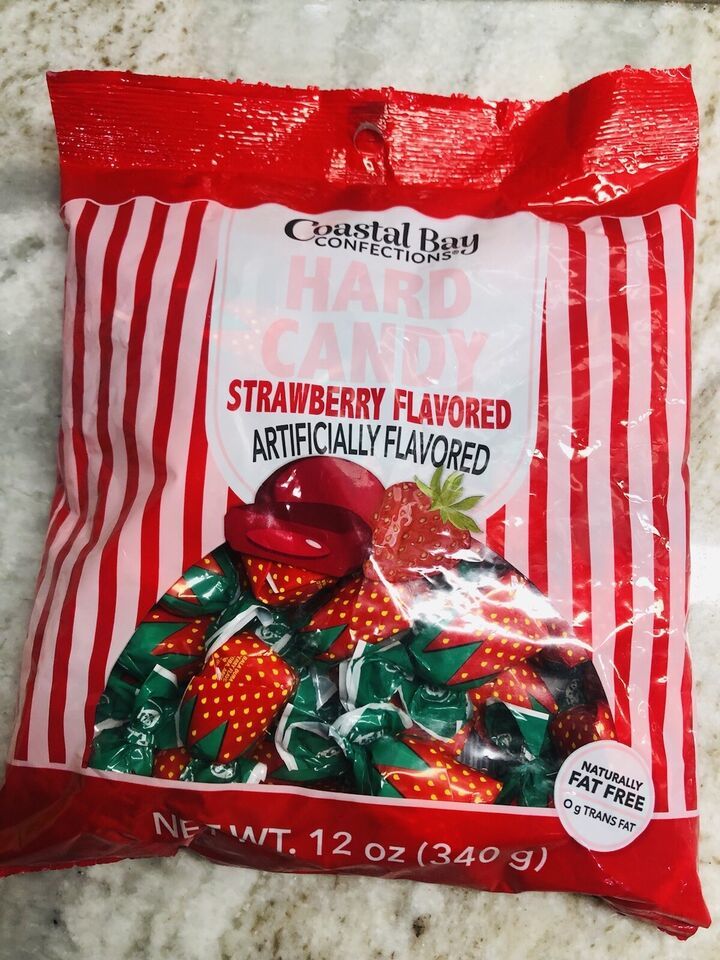 Coastal Bay
CONFECTIONS®
HARD
CANDY
STRAWBERRY FLAVORED
ARTIFICIALLY FLAVORED
NATURALLY
FAT FREE
0 g TRANS FAT
NET WT. 12 oz (340 g)